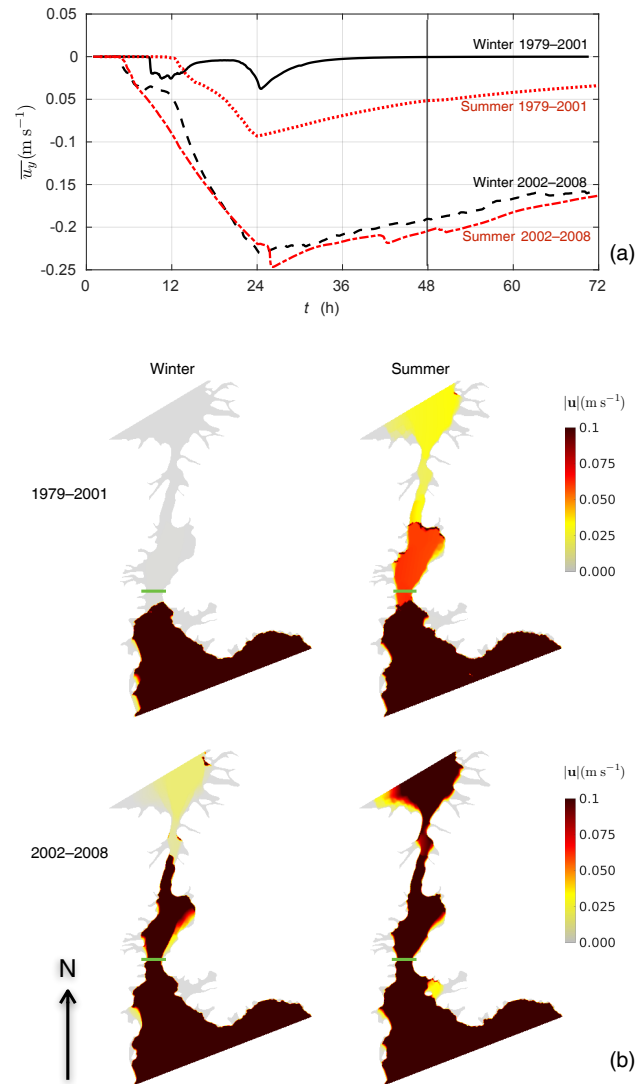 0
0.05
-0.1
0.15
-0.2
-0.25
u_y (m s⁻¹)
Winter 1979–2001
Summer 1979–2001
Winter 2002–2008
Summer 2002–2008
0 12 24 36 48 60 72
t (h)
(a)
Winter Summer
1979–2001
|u|(m s⁻¹)
0.1
0.075
0.05
0.025
0.000
2002–2008
|u|(m s⁻¹)
0.1
0.075
0.05
0.025
0.000
N
(b)